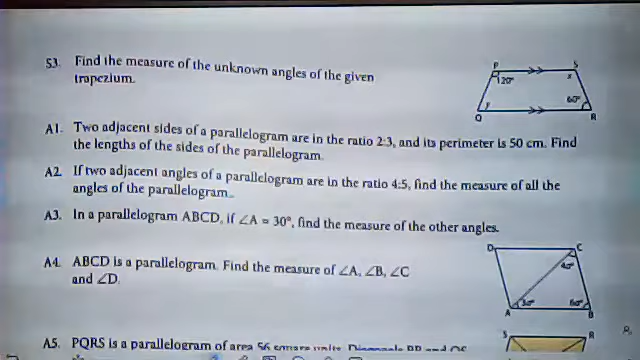 S3. Find the measure of the unknown angles of the given
trapezium.
P S
120° x
y 60°
Q R
A1. Two adjacent sides of a parallelogram are in the ratio 2:3, and its perimeter is 50 cm. Find
the lengths of the sides of the parallelogram.
A2. If two adjacent angles of a parallelogram are in the ratio 4:5, find the measure of all the
angles of the parallelogram.
A3. In a parallelogram ABCD, if ∠A = 30°, find the measure of the other angles.
D C
A4. ABCD is a parallelogram. Find the measure of ∠A, ∠B, ∠C
and ∠D.
A B
S R
A5. PQRS is a parallelogram of area 56 square units.